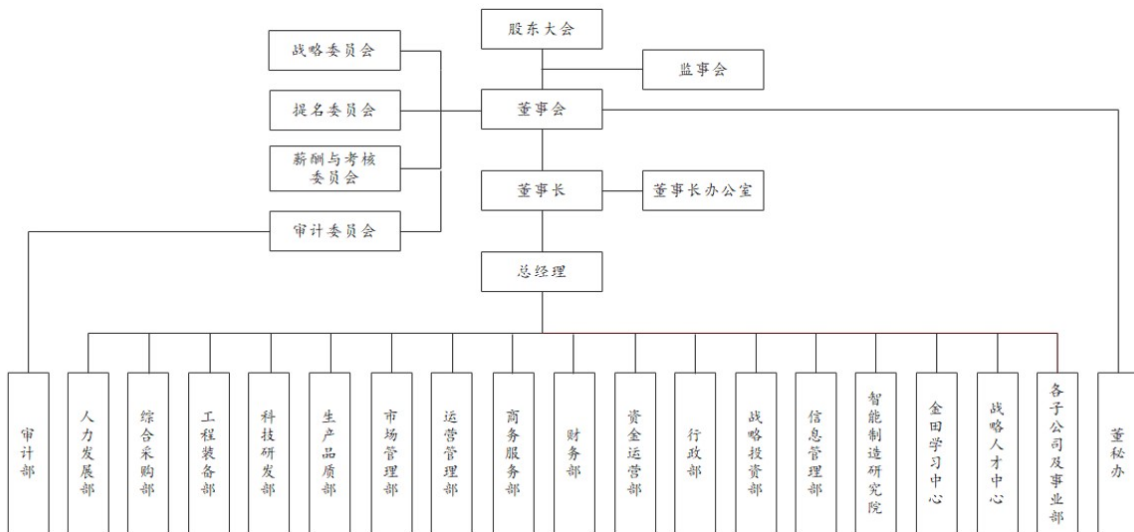 股东大会
战略委员会
监事会
提名委员会
董事会
薪酬与考核
委员会
董事长
董事长办公室
审计委员会
总经理
审计部
人力发展部
综合采购部
工程装备部
科技研发部
生产品质部
市场管理部
运营管理部
商务服务部
财务部
资金运营部
行政部
战略投资部
信息管理部
智能制造研究院
金田学习中心
战略人才中心
各子公司及事业部
董秘办